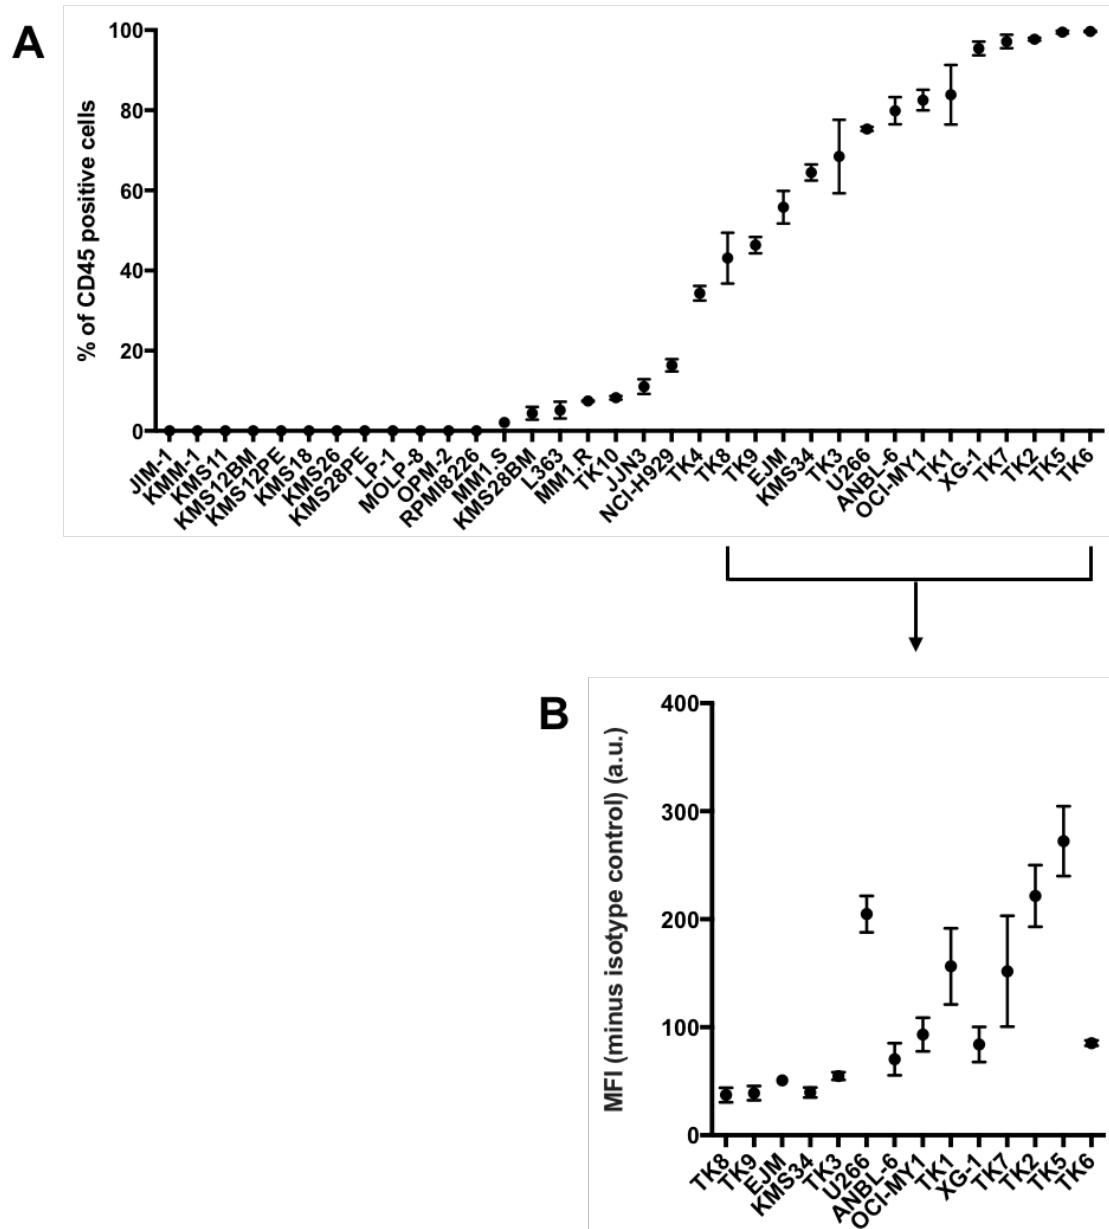 A
% of CD45 positive cells
100
80
60
40
20
0
JIM-1
KMM-1
KMS11
KMS12BM
KMS12PE
KMS18
KMS26
KMS28PE
LP-1
MOLP-8
OPM-2
RPMI8226
MM1.S
KMS28BM
L363
MM1.R
TK10
JJN3
NCI-H929
TK4
TK8
TK9
EJM
KMS34
TK3
U266
ANBL-6
OCI-MY1
TK1
XG-1
TK7
TK2
TK5
TK6
B
MFI (minus isotype control) (a.u.)
400
300
200
100
0
TK8
TK9
EJM
KMS34
TK3
U266
ANBL-6
OCI-MY1
TK1
XG-1
TK7
TK2
TK5
TK6